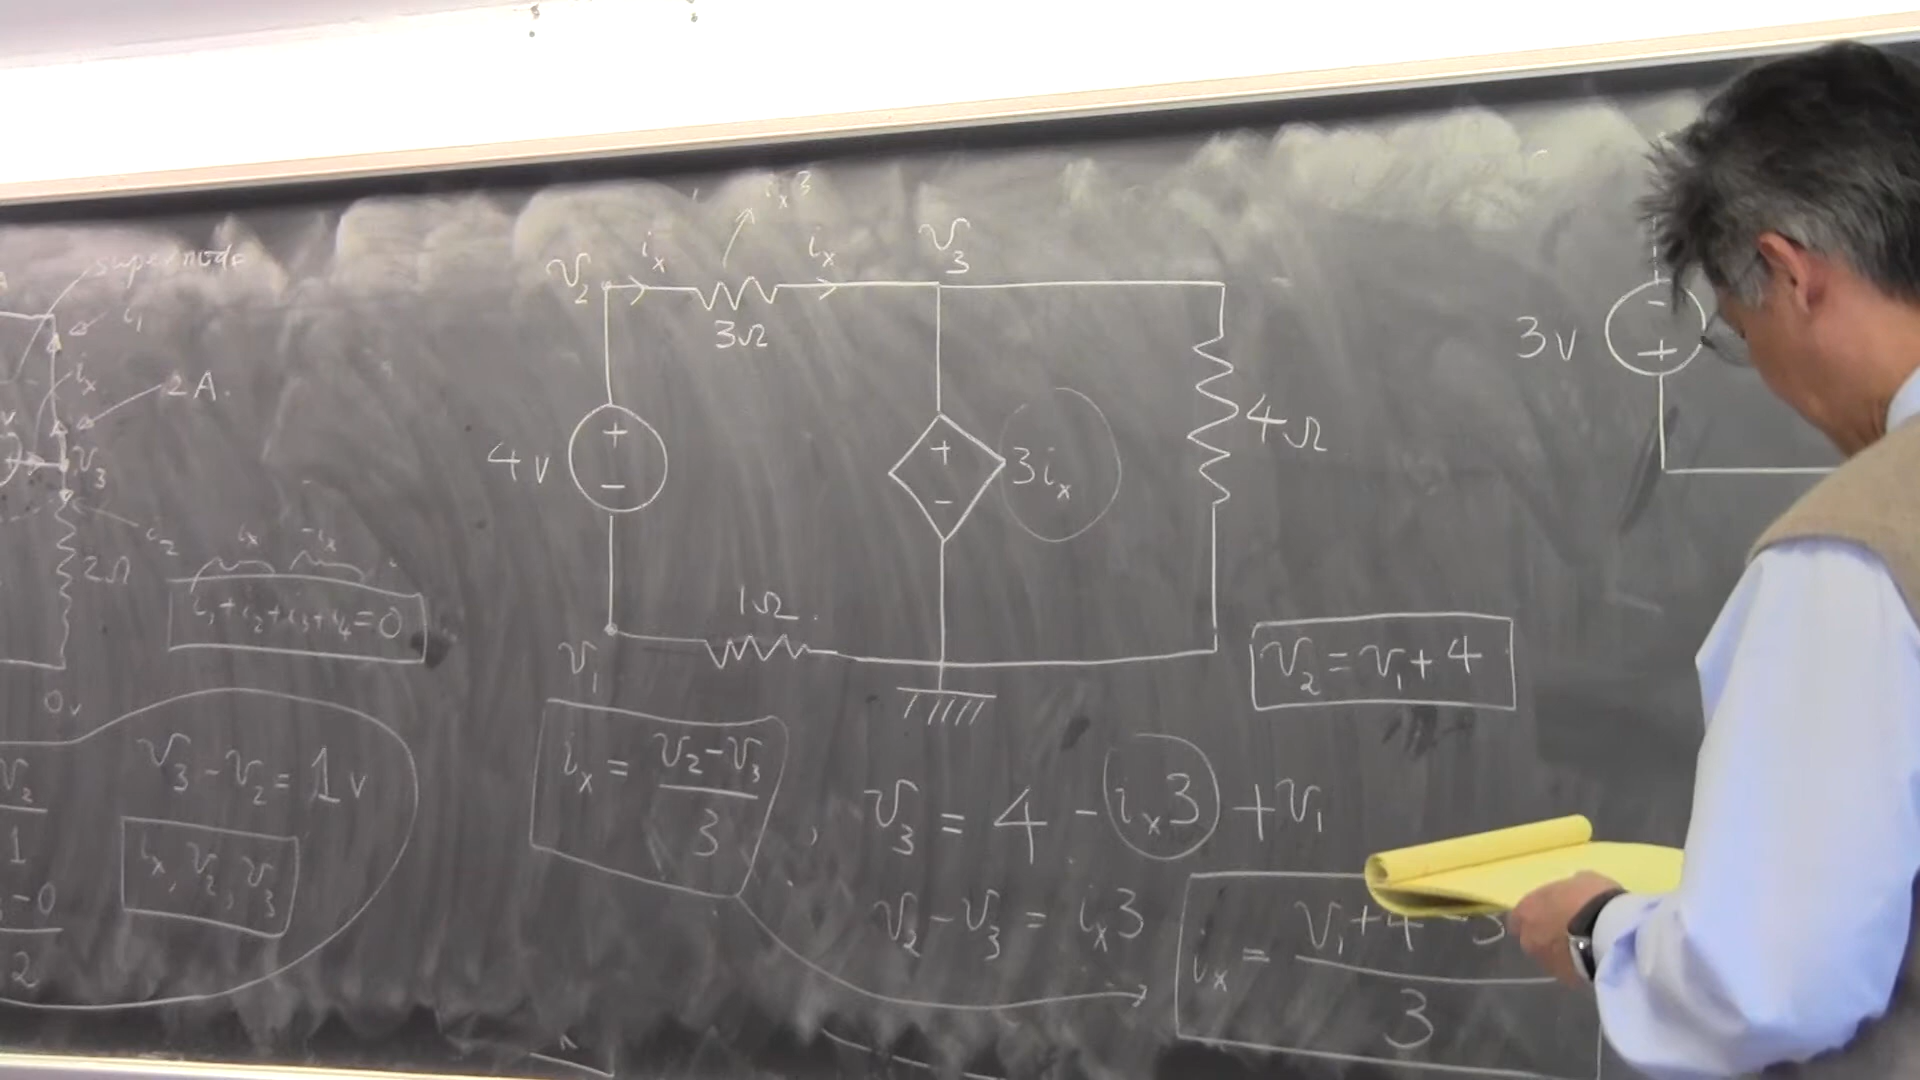 supernode
i₁
iₓ
2A.
v₃
i₂
2Ω
iₓ -iₓ
i₁+i₂+i₃+i₄=0
0v
v₂
1
-0
2
v₃-v₂=1v
iₓ, v₂, v₃
iₓ3
v₂ iₓ iₓ v₃
3Ω
4v + -
+ - 3iₓ
4Ω
1Ω
v₁
iₓ = (v₂-v₃)/3 , v₃ = 4 - iₓ3 + v₁
v₂-v₃ = iₓ3
v₂=v₁+4
iₓ = v₁+4-3
3
3v - +